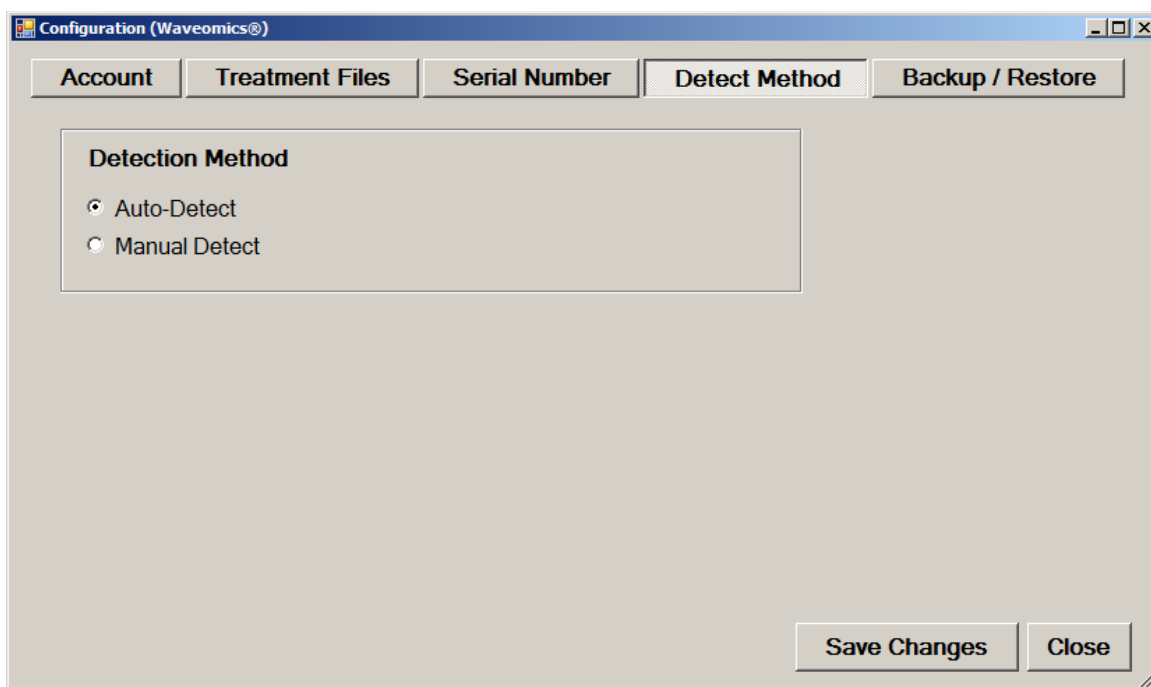 Configuration (Waveomics®)
Account Treatment Files Serial Number Detect Method Backup / Restore
Detection Method
Auto-Detect
Manual Detect
Save Changes Close